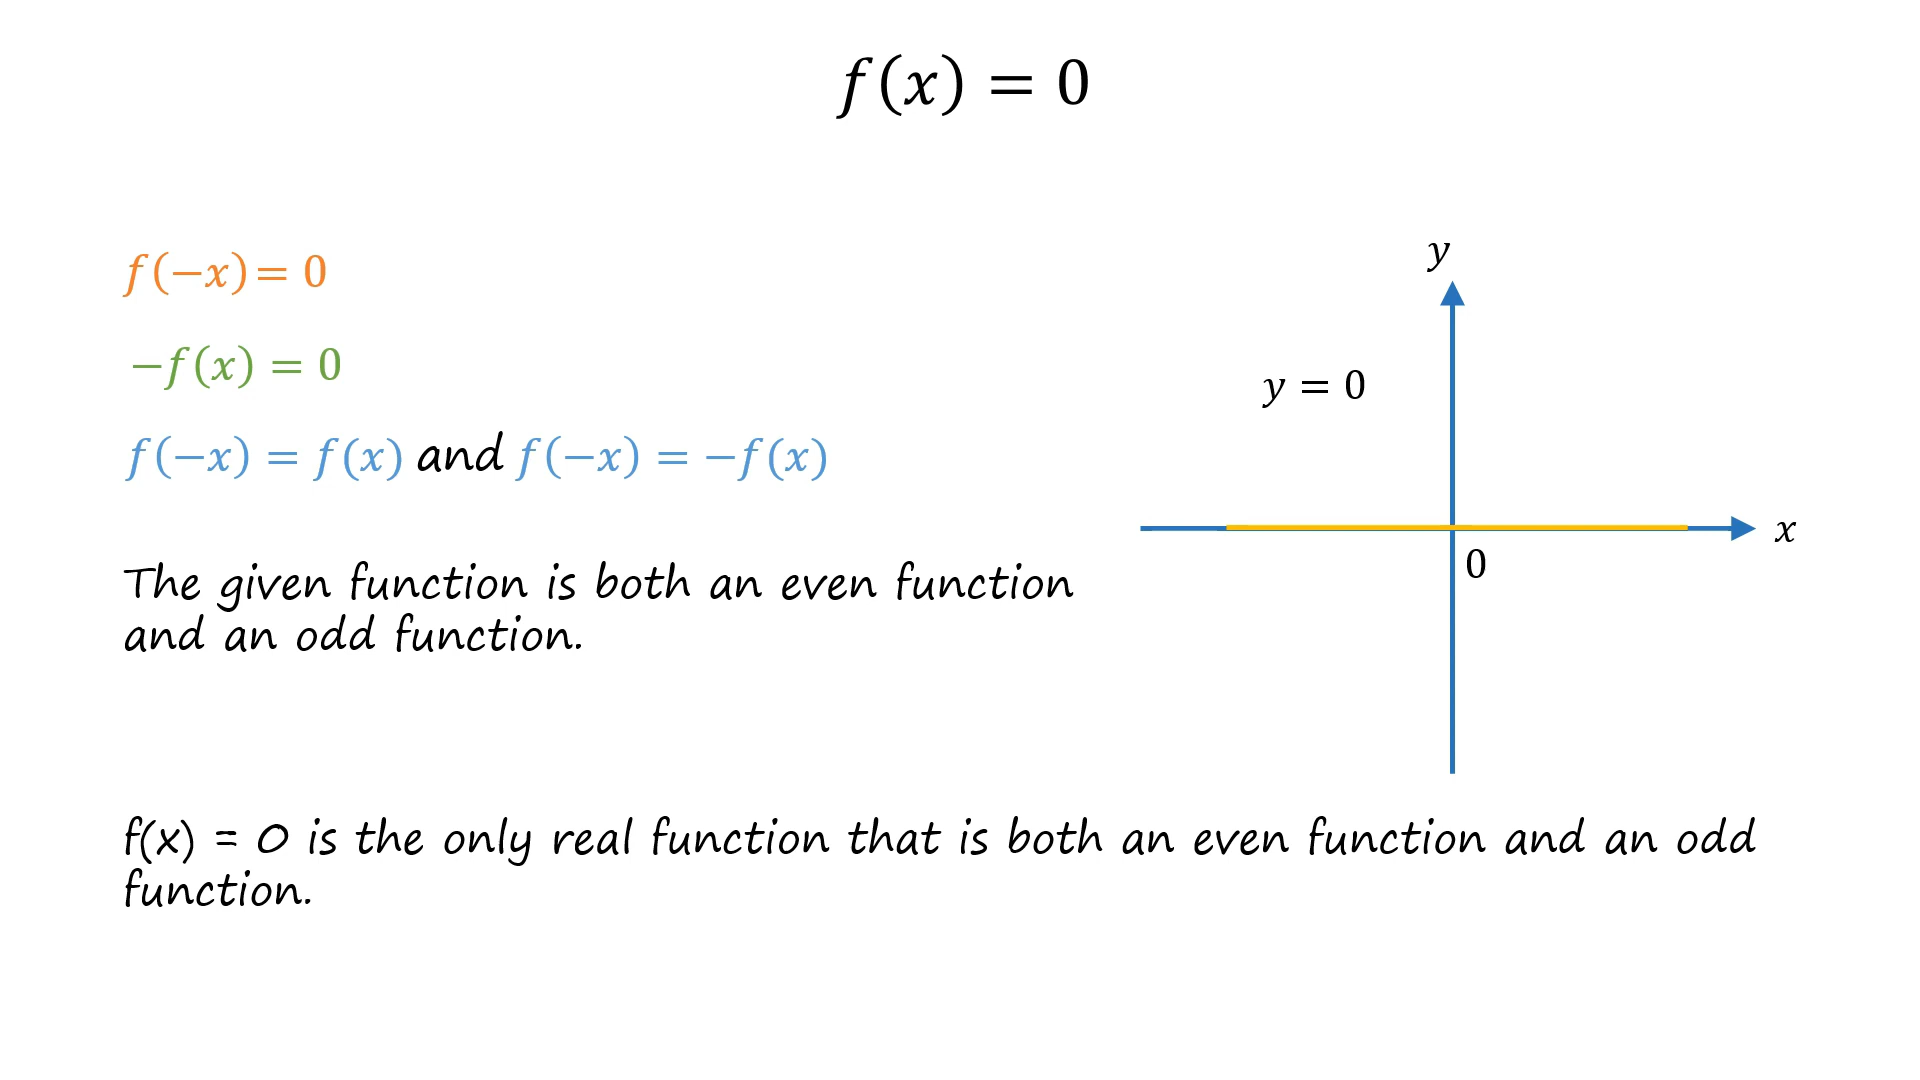 f(x) = 0
f(−x) = 0
−f(x) = 0
f(−x) = f(x) and f(−x) = −f(x)
The given function is both an even function
and an odd function.
y
y = 0
x
0
f(x) = 0 is the only real function that is both an even function and an odd
function.